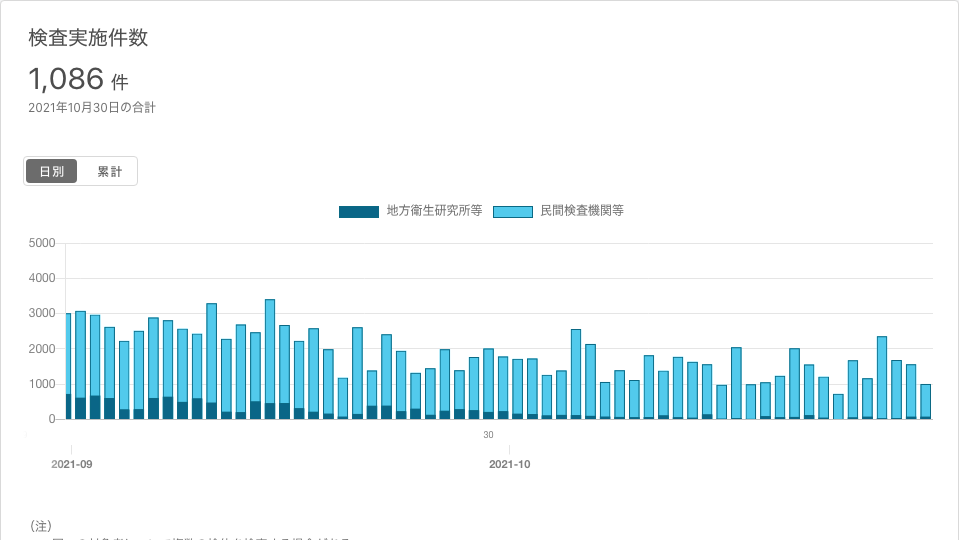 検査実施件数
1,086 件
2021年10月30日の合計
日別 累計
地方衛生研究所等 民間検査機関等
5000
4000
3000
2000
1000
0
30
2021-09 2021-10
（注）